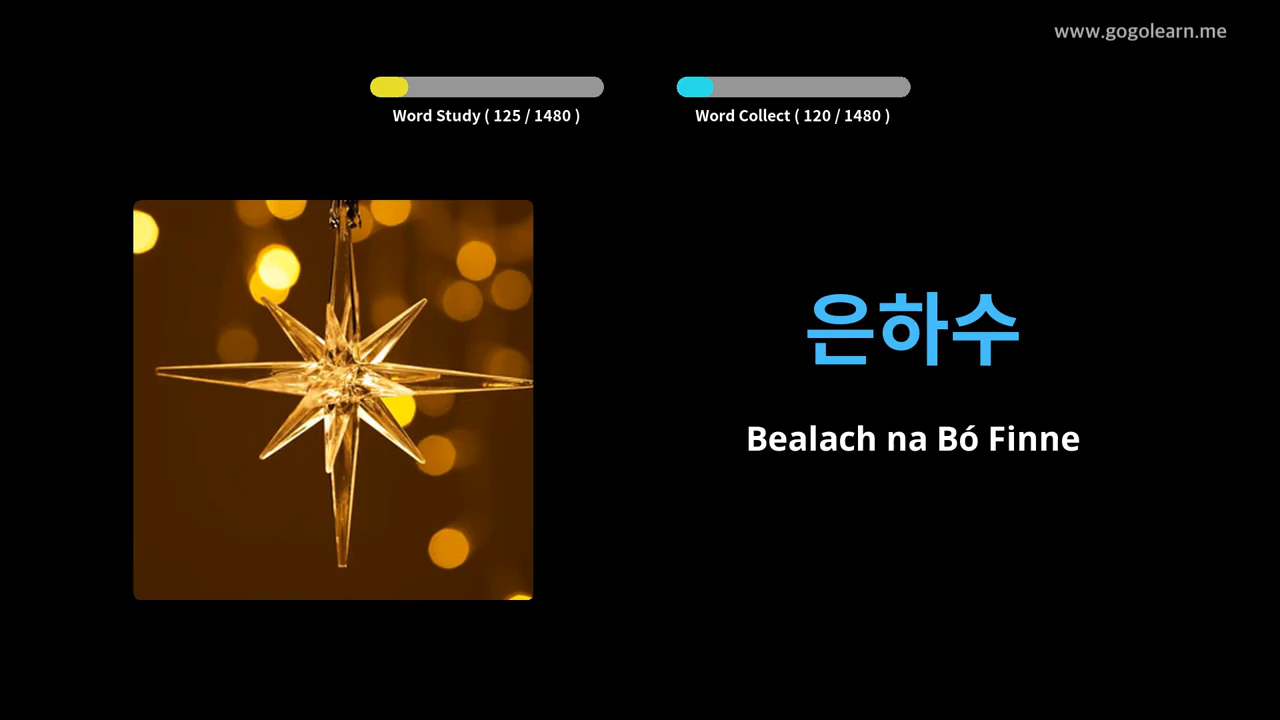 www.gogolearn.me
Word Study ( 125 / 1480 )
Word Collect ( 120 / 1480 )
은하수
Bealach na Bó Finne